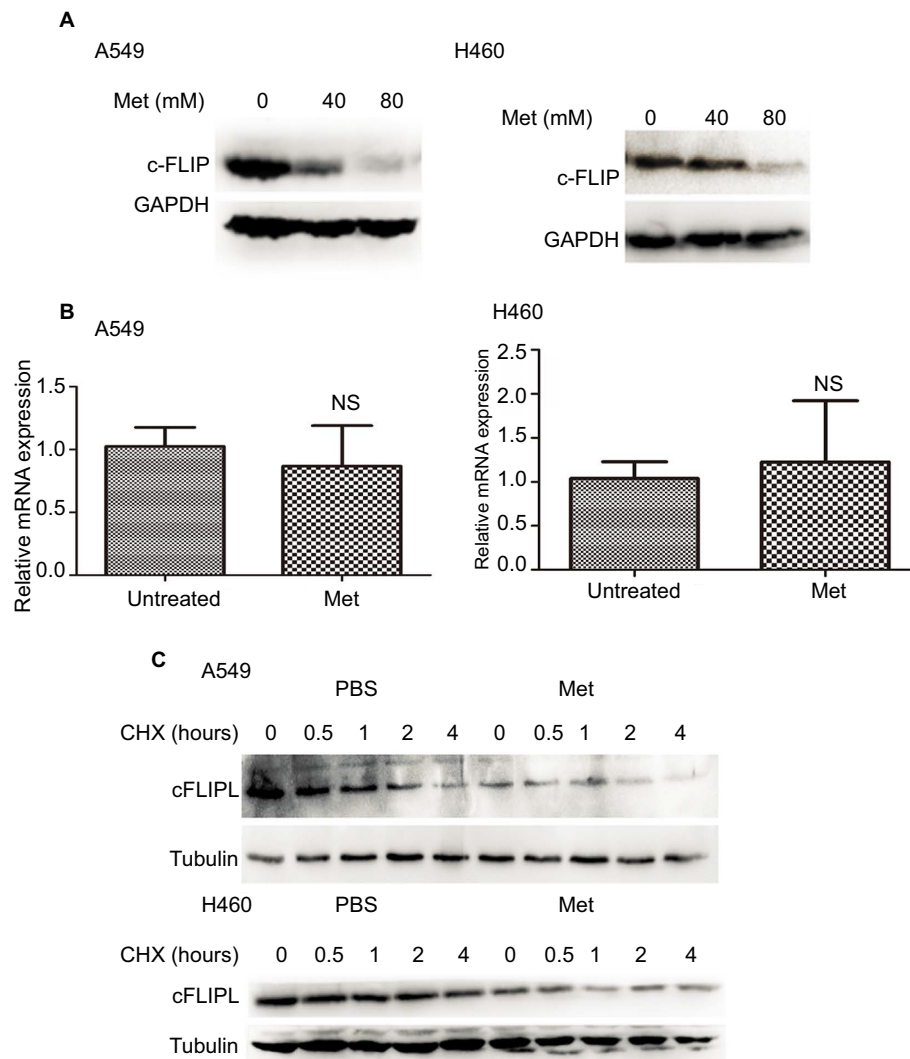 A
A549
Met (mM) 0 40 80
c-FLIP
GAPDH
H460
Met (mM) 0 40 80
c-FLIP
GAPDH
B
A549
Relative mRNA expression
1.5
1.0
0.5
0.0
NS
Untreated Met
H460
Relative mRNA expression
2.5
2.0
1.5
1.0
0.5
0.0
NS
Untreated Met
C
A549
PBS Met
CHX (hours) 0 0.5 1 2 4 0 0.5 1 2 4
cFLIPL
Tubulin
H460 PBS Met
CHX (hours) 0 0.5 1 2 4 0 0.5 1 2 4
cFLIPL
Tubulin